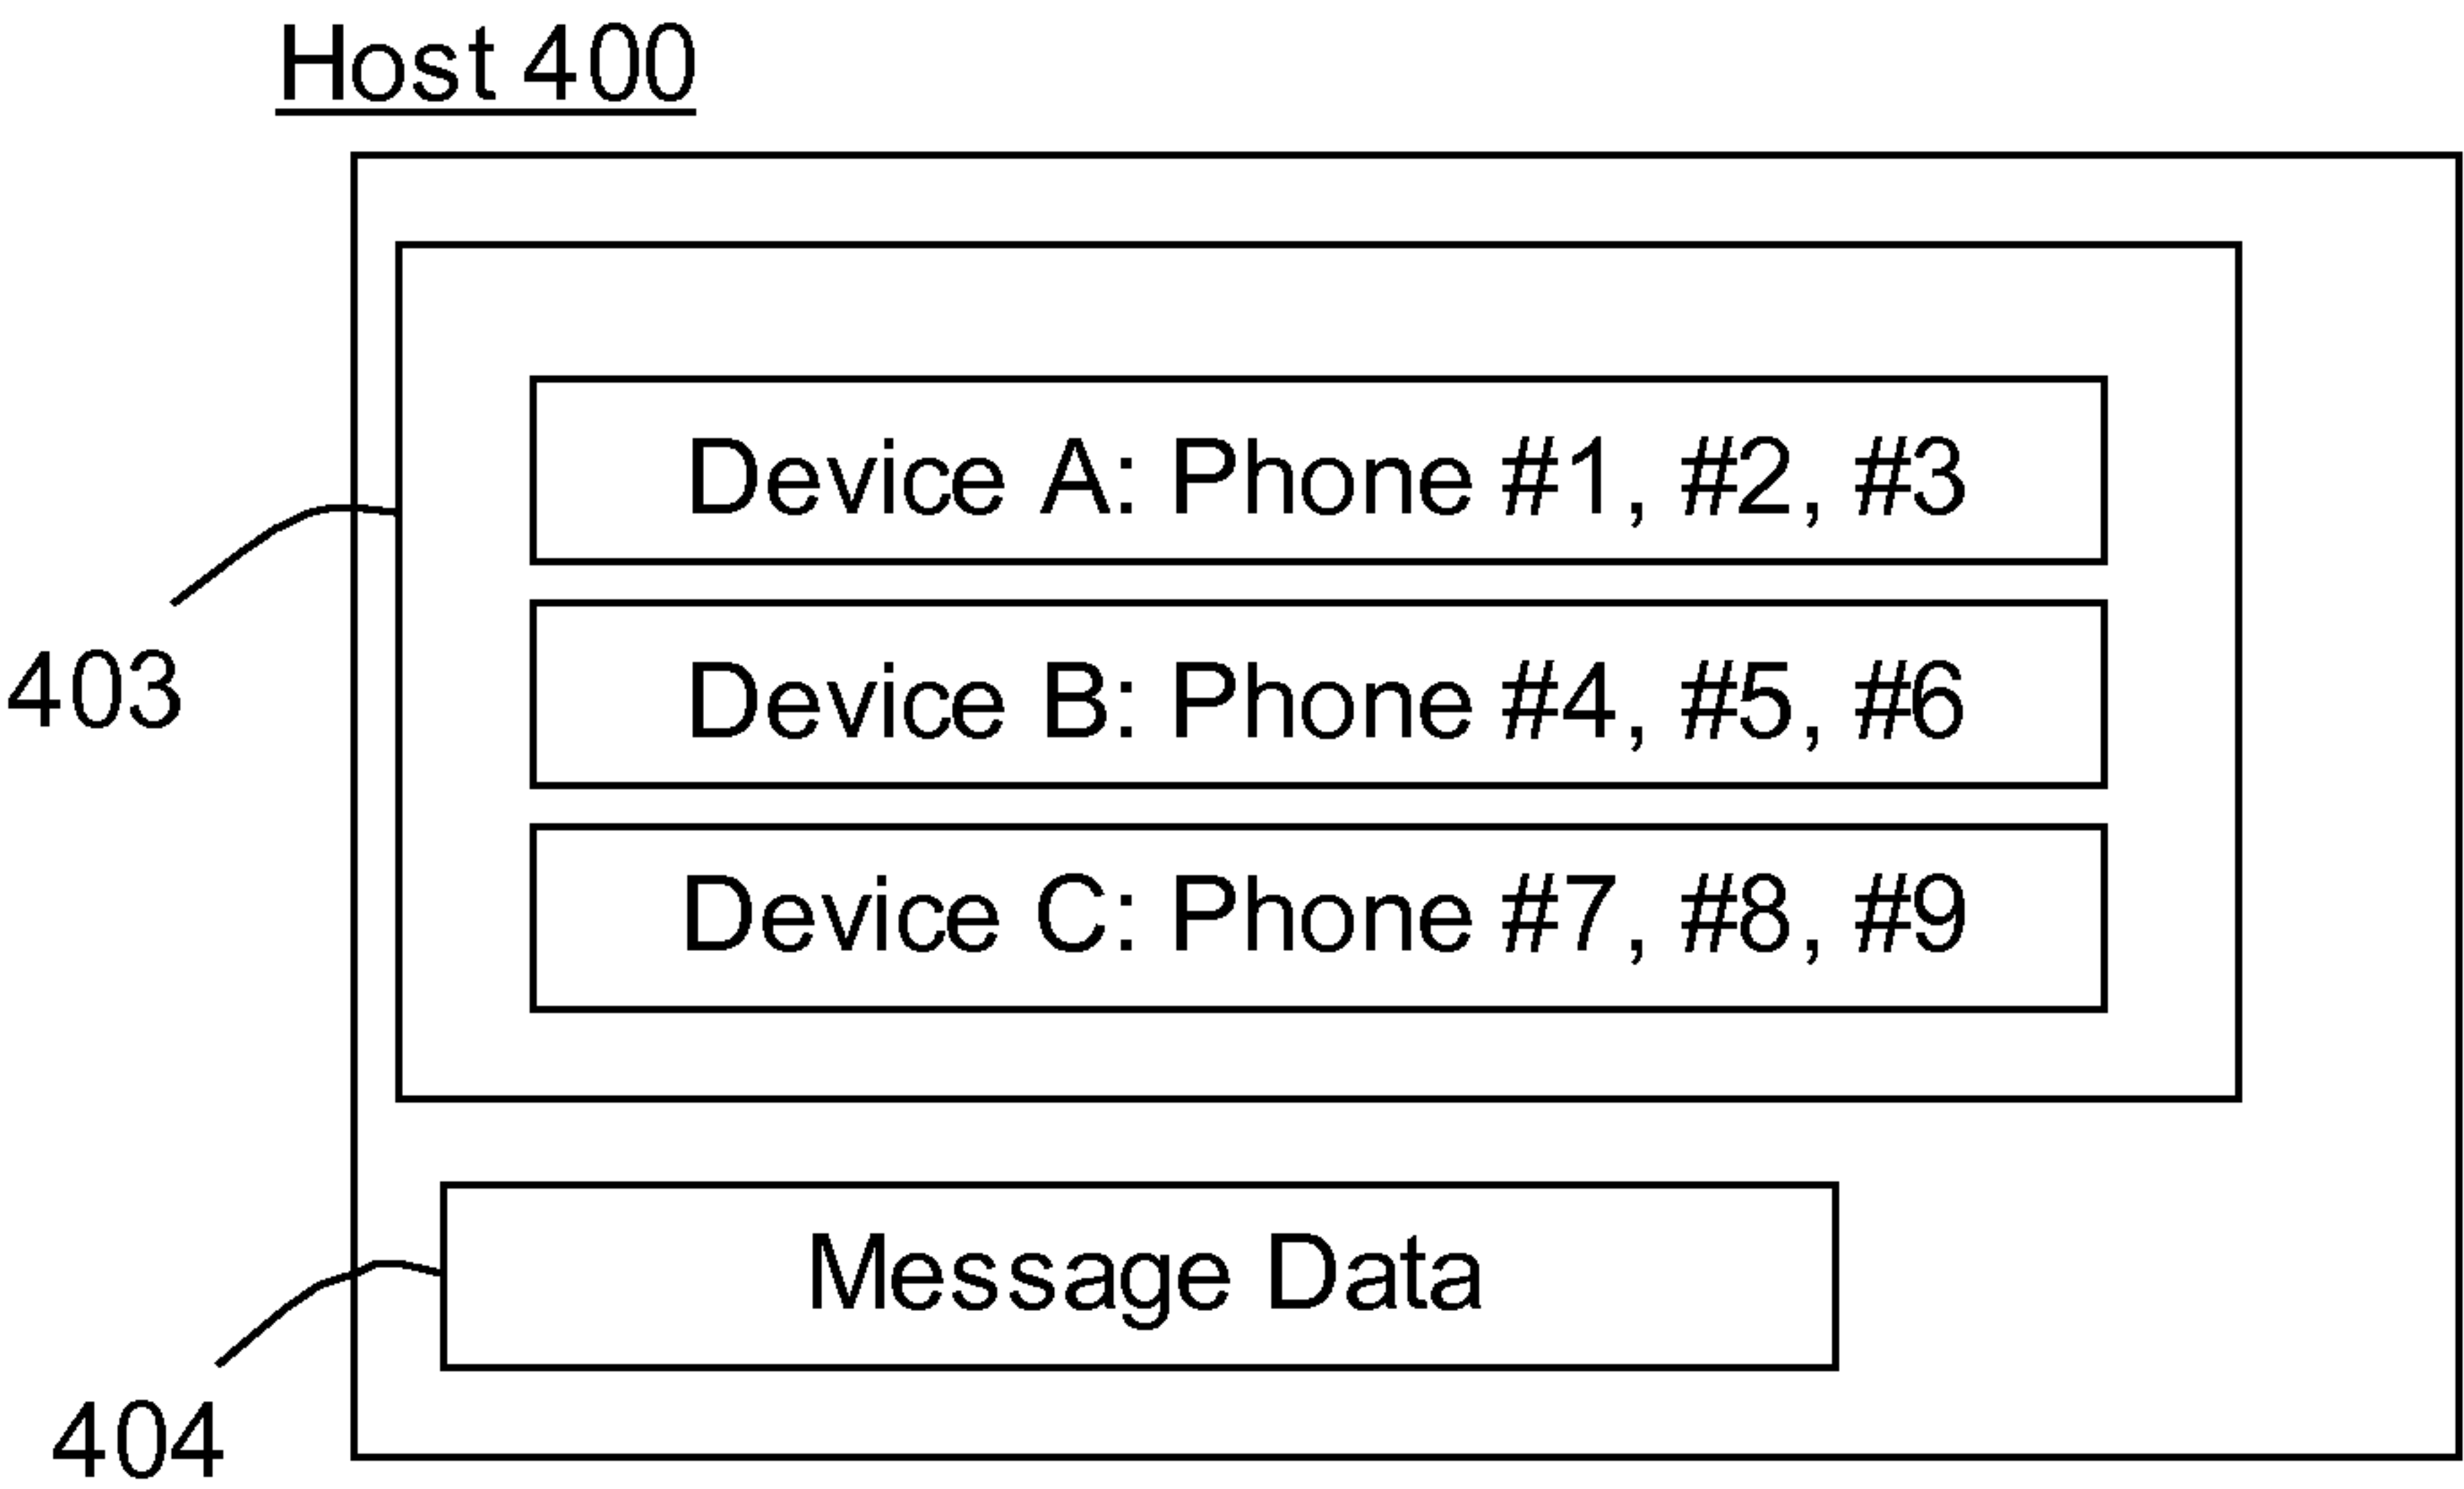 Host 400
Device A: Phone #1, #2, #3
Device B: Phone #4, #5, #6
403
Device C: Phone #7, #8, #9
Message Data
404